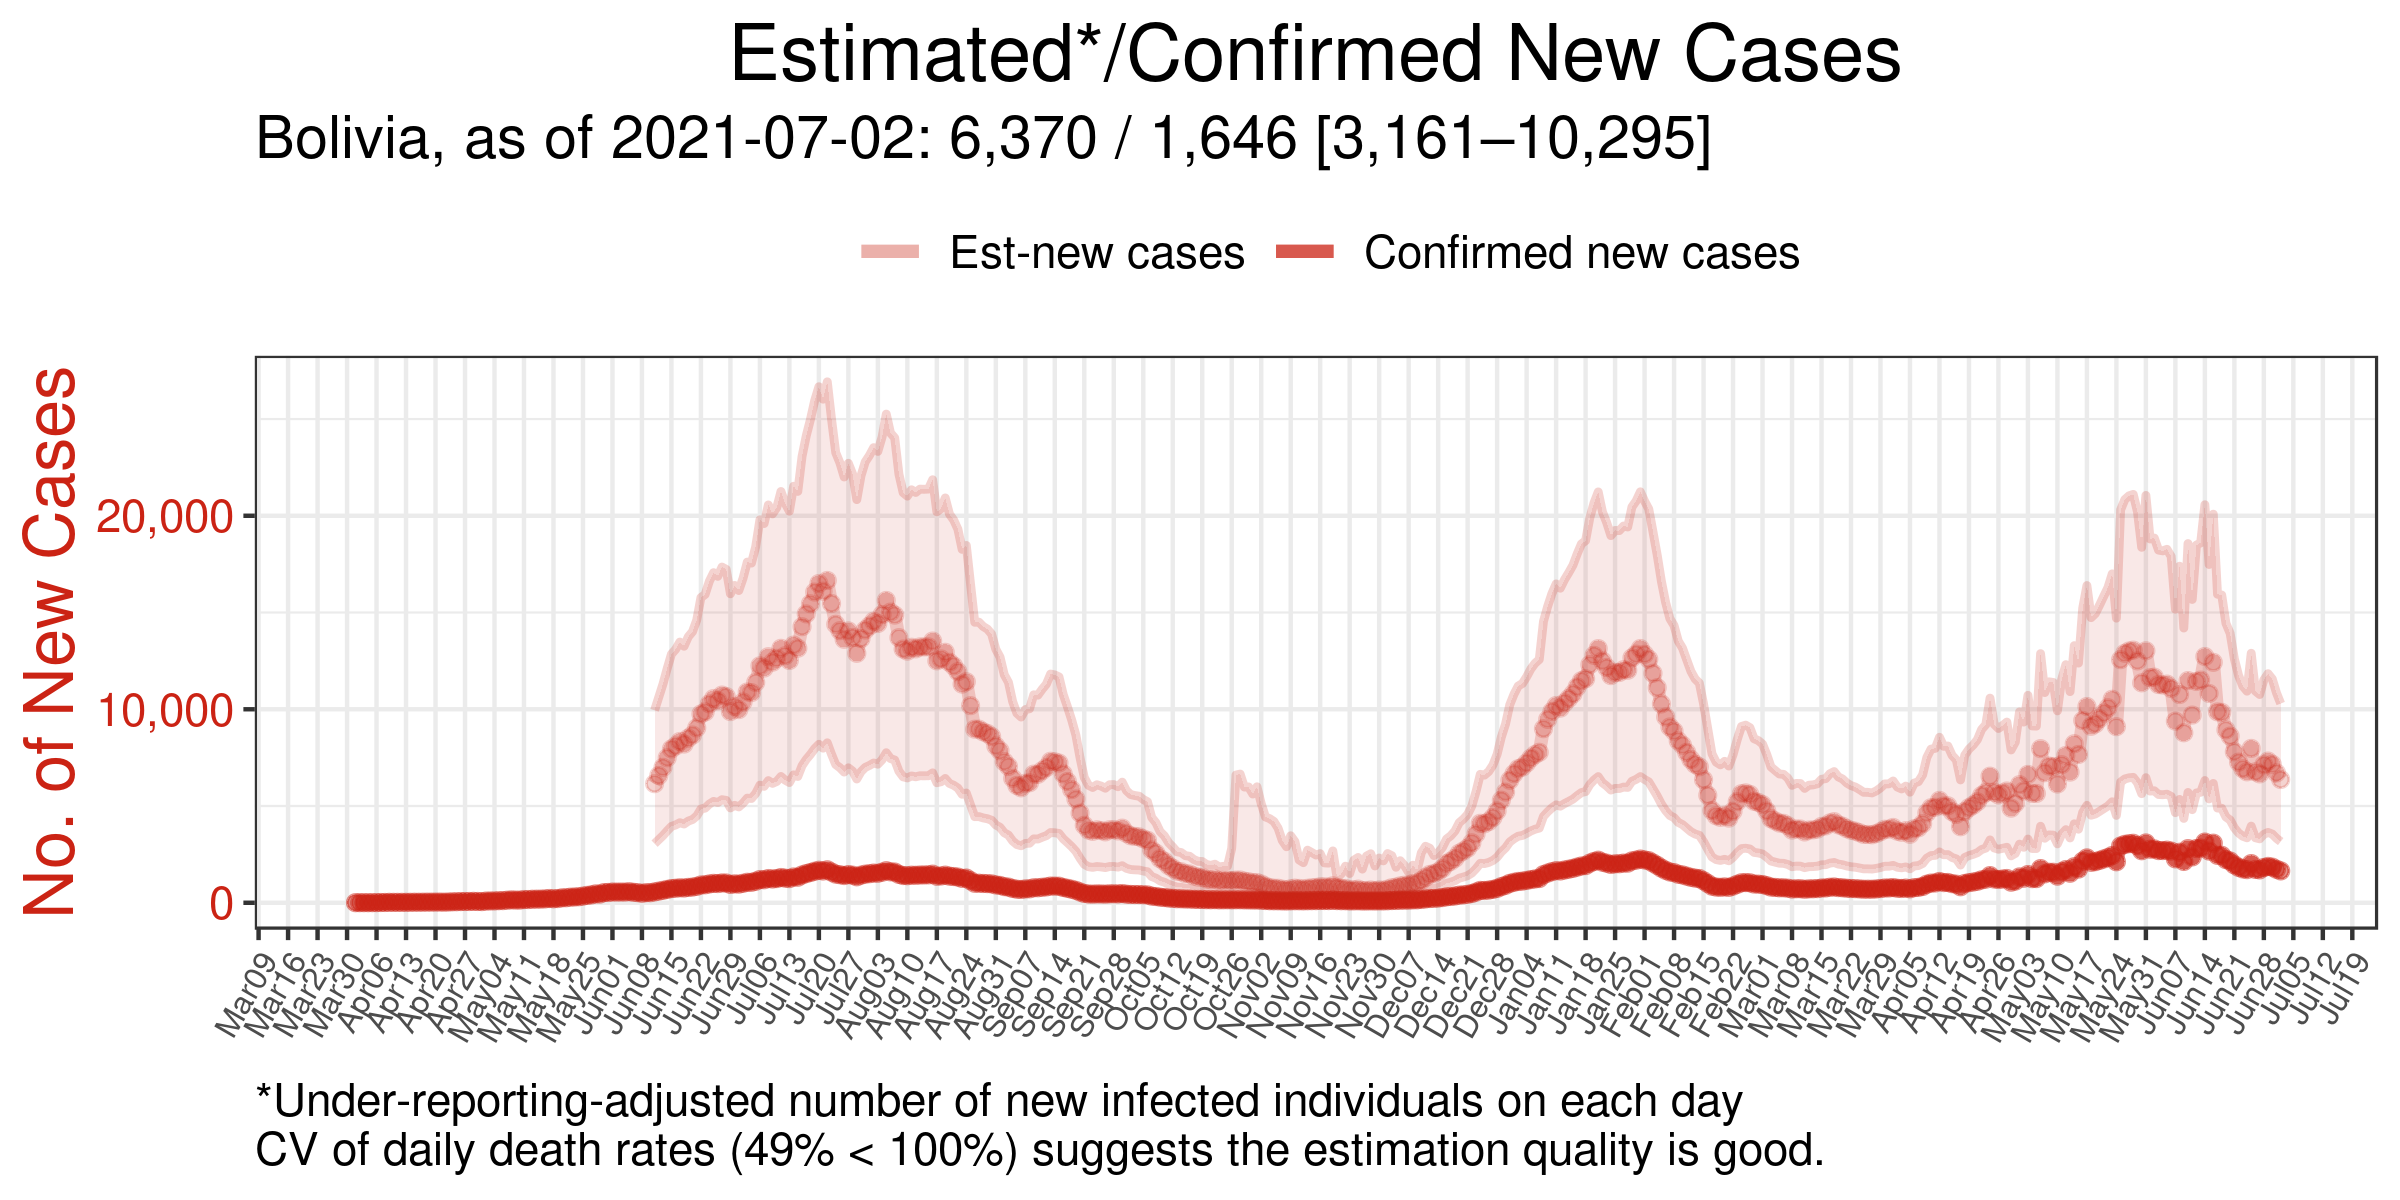 Estimated*/Confirmed New Cases
Bolivia, as of 2021-07-02: 6,370 / 1,646 [3,161–10,295]
Est-new cases
Confirmed new cases
No. of New Cases
20,000
10,000
0
Mar09
Mar16
Mar23
Mar30
Apr06
Apr13
Apr20
Apr27
May04
May11
May18
May25
Jun01
Jun08
Jun15
Jun22
Jun29
Jul06
Jul13
Jul20
Jul27
Aug03
Aug10
Aug17
Aug24
Aug31
Sep07
Sep14
Sep21
Sep28
Oct05
Oct12
Oct19
Oct26
Nov02
Nov09
Nov16
Nov23
Nov30
Dec07
Dec14
Dec21
Dec28
Jan04
Jan11
Jan18
Jan25
Feb01
Feb08
Feb15
Feb22
Mar01
Mar08
Mar15
Mar22
Mar29
Apr05
Apr12
Apr19
Apr26
May03
May10
May17
May24
May31
Jun07
Jun14
Jun21
Jun28
Jul05
Jul12
Jul19
*Under-reporting-adjusted number of new infected individuals on each day
CV of daily death rates (49% < 100%) suggests the estimation quality is good.